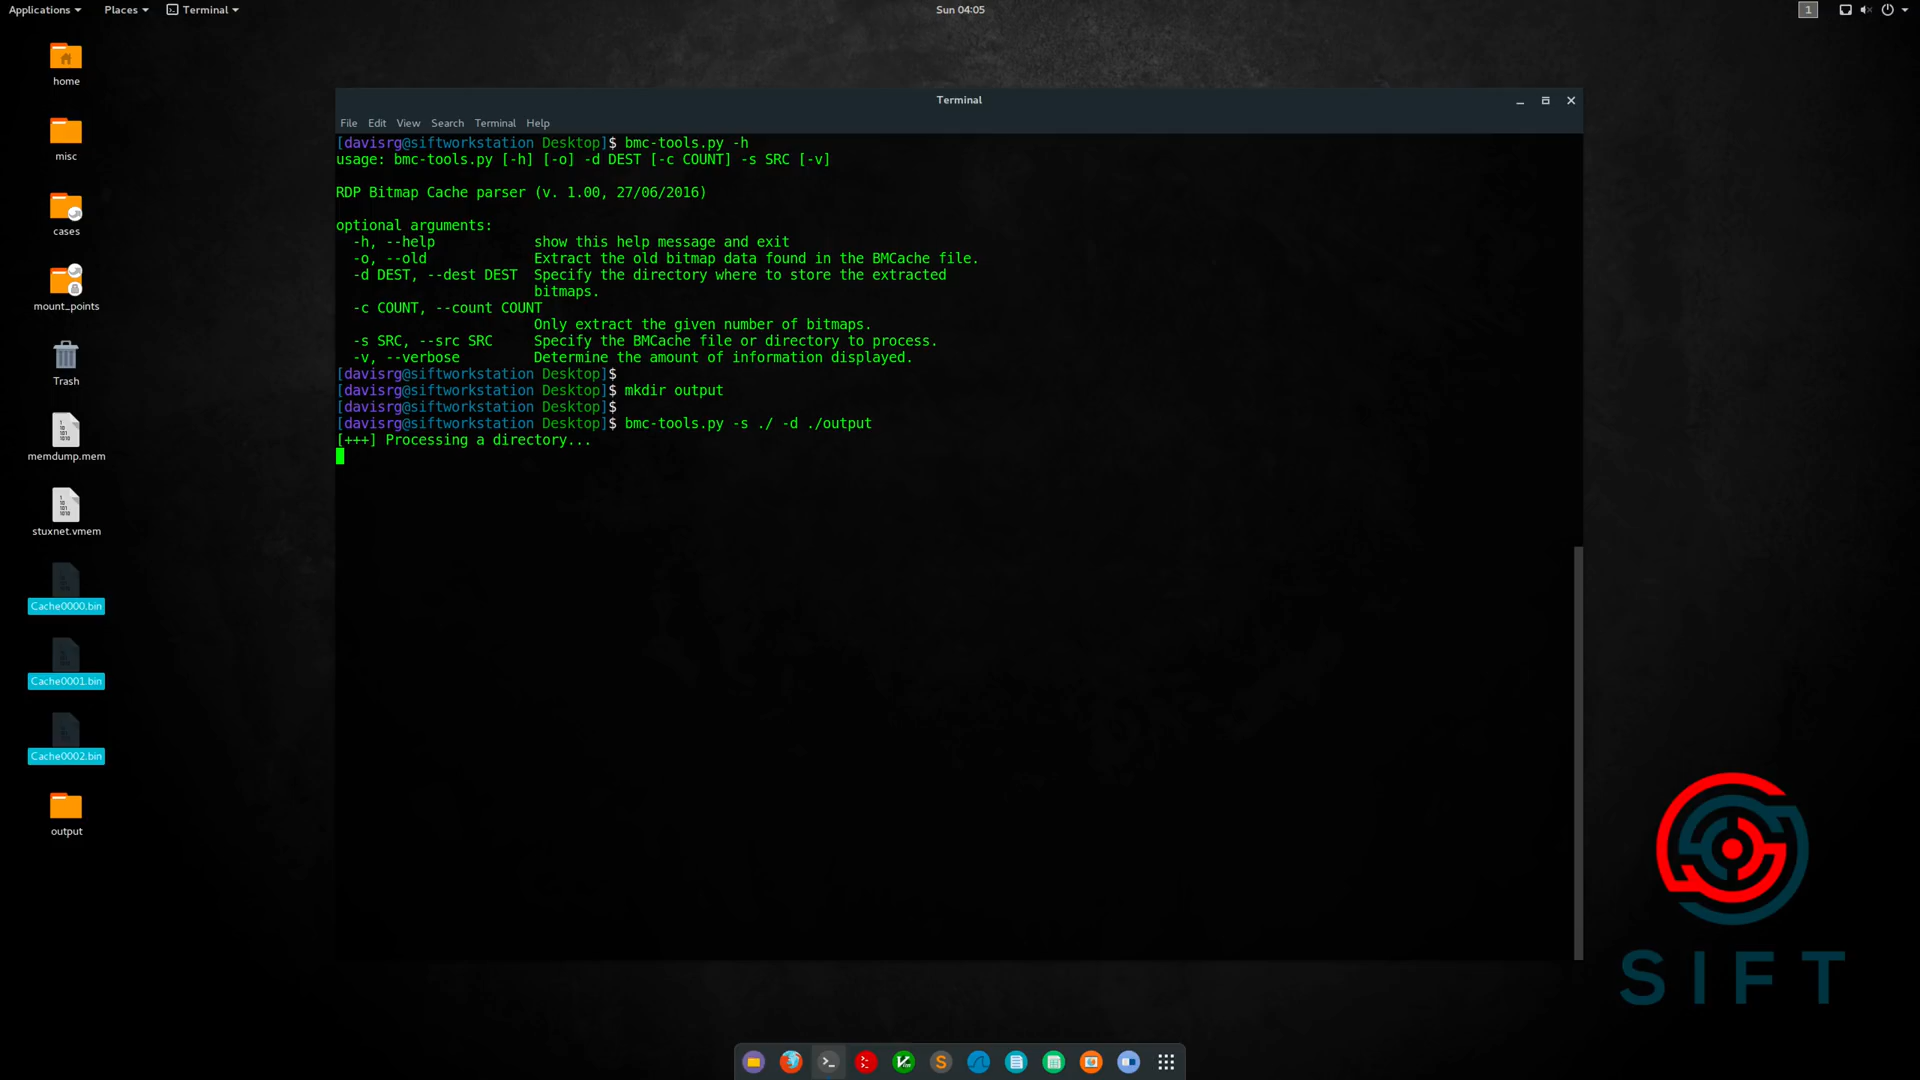 Applications Places Terminal Sun 04:05 1
home
misc
cases
mount_points
Trash
memdump.mem
stuxnet.vmem
Cache0000.bin
Cache0001.bin
Cache0002.bin
output
Terminal
File Edit View Search Terminal Help
[davisrg@siftworkstation Desktop]$ bmc-tools.py -h
usage: bmc-tools.py [-h] [-o] -d DEST [-c COUNT] -s SRC [-v]
RDP Bitmap Cache parser (v. 1.00, 27/06/2016)
optional arguments:
-h, --help show this help message and exit
-o, --old Extract the old bitmap data found in the BMCache file.
-d DEST, --dest DEST Specify the directory where to store the extracted
bitmaps.
-c COUNT, --count COUNT
Only extract the given number of bitmaps.
-s SRC, --src SRC Specify the BMCache file or directory to process.
-v, --verbose Determine the amount of information displayed.
[davisrg@siftworkstation Desktop]$
[davisrg@siftworkstation Desktop]$ mkdir output
[davisrg@siftworkstation Desktop]$
[davisrg@siftworkstation Desktop]$ bmc-tools.py -s ./ -d ./output
[+++] Processing a directory...
SIFT